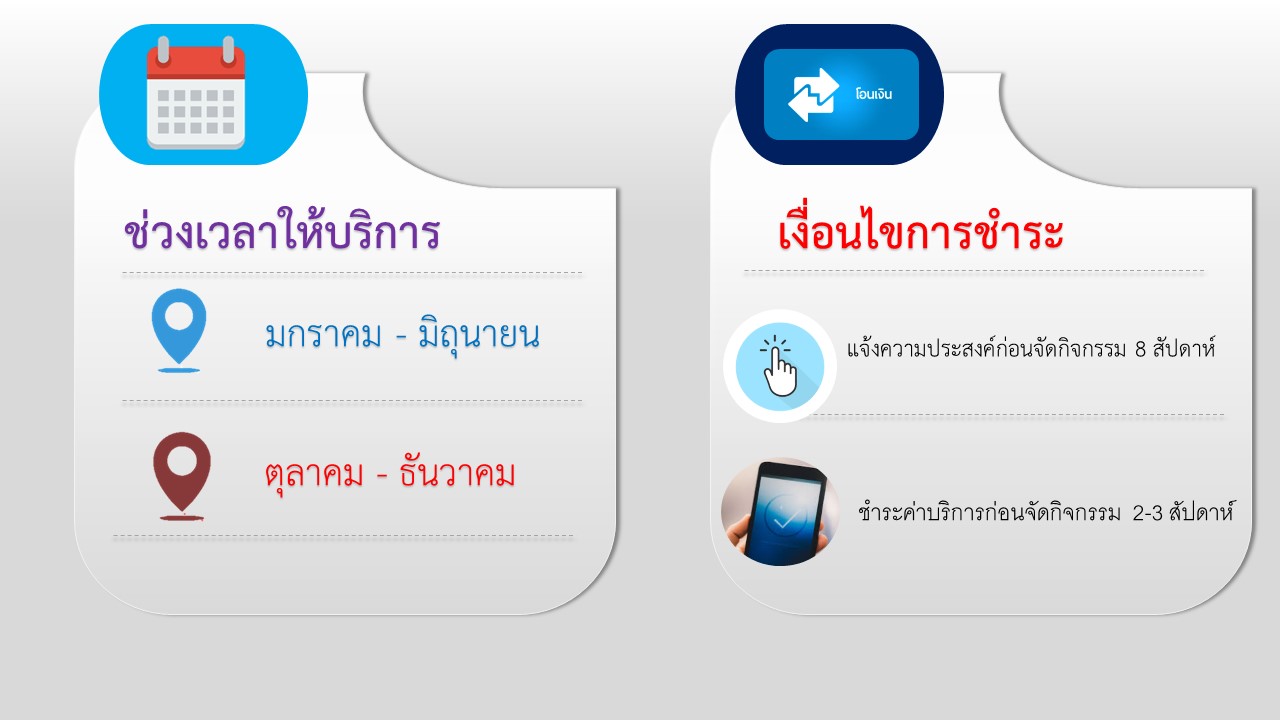 ช่วงเวลาให้บริการ
มกราคม - มิถุนายน
ตุลาคม - ธันวาคม
โอนเงิน
เงื่อนไขการชำระ
แจ้งความประสงค์ก่อนจัดกิจกรรม 8 สัปดาห์
ชำระค่าบริการก่อนจัดกิจกรรม 2-3 สัปดาห์